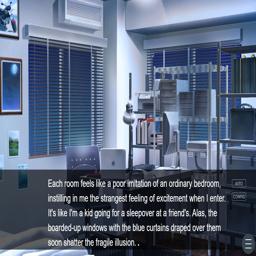 Each room feels like a poor imitation of an ordinary bedroom,
instilling in me the strangest feeling of excitement when I enter.
It's like I'm a kid going for a sleepover at a friend's. Alas, the
boarded-up windows with the blue curtains draped over them
soon shatter the fragile illusion. .
AUTO
CONFIG